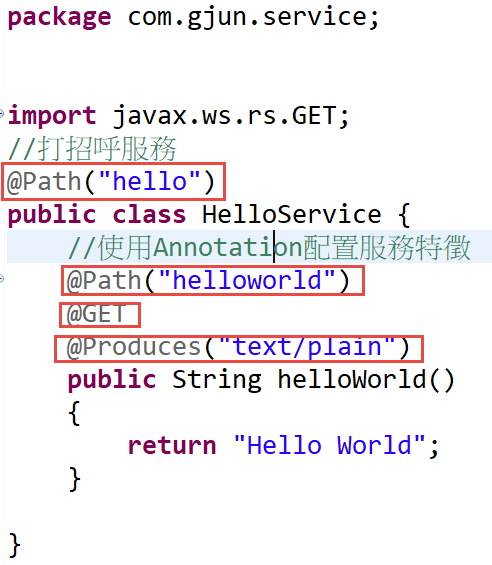 package com.gjun.service;
import javax.ws.rs.GET;
//打招呼服務
@Path("hello")
public class HelloService {
//使用Annotation配置服務特徵
@Path("helloworld")
@GET
@Produces("text/plain")
public String helloWorld()
{
return "Hello World";
}
}